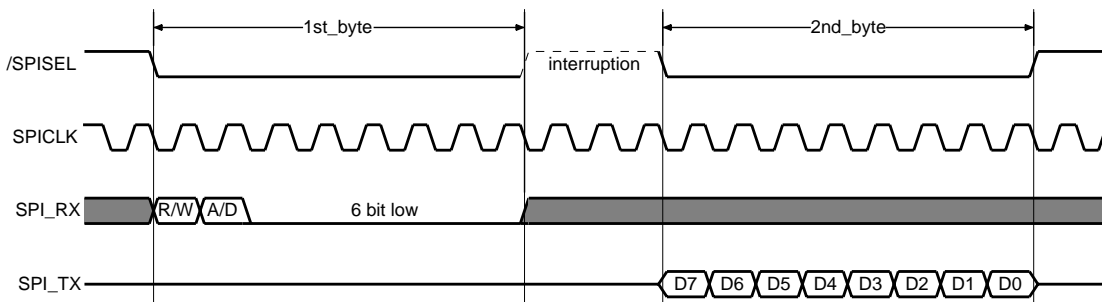 1st_byte 2nd_byte
/SPISEL interruption
SPICLK
SPI_RX R/W A/D 6 bit low
SPI_TX D7 D6 D5 D4 D3 D2 D1 D0